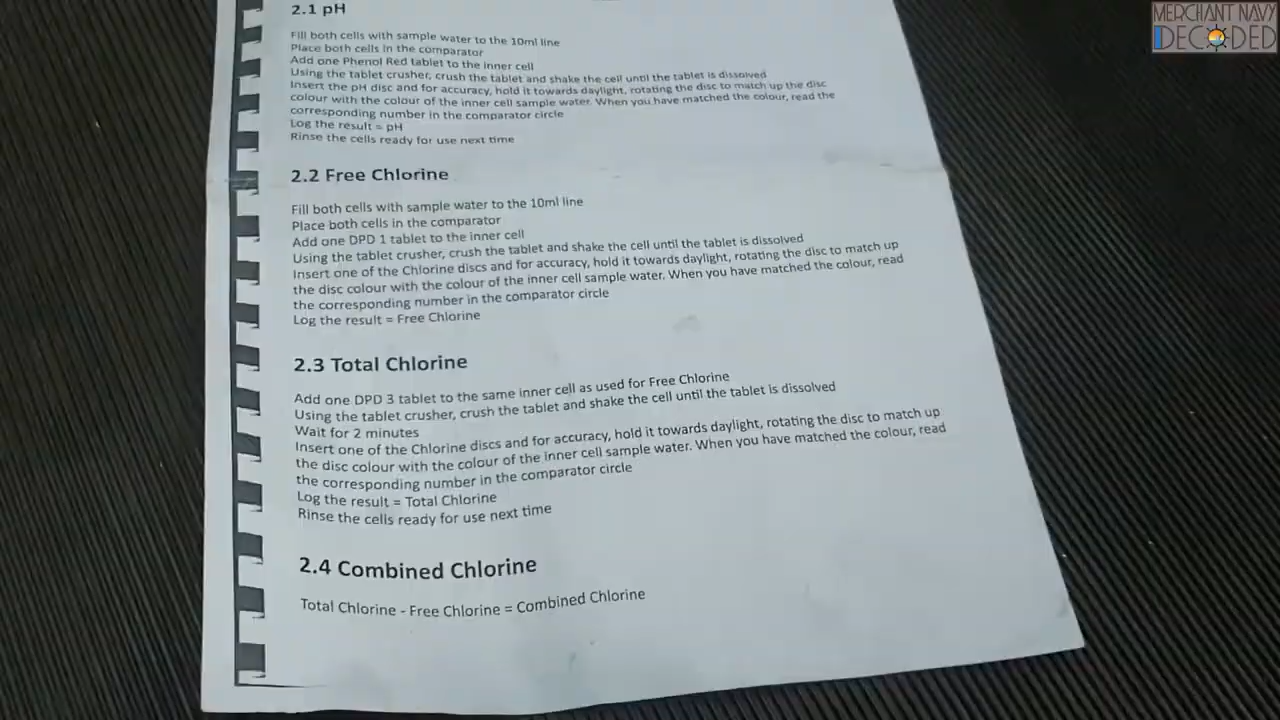 MERCHANT NAVY
DECODED
2.1 pH
Fill both cells with sample water to the 10ml line
Place both cells in the comparator
Add one Phenol Red tablet to the inner cell
Using the tablet crusher, crush the tablet and shake the cell until the tablet is dissolved
Insert the pH disc and for accuracy, hold it towards daylight, rotating the disc to match up the disc
colour with the colour of the inner cell sample water. When you have matched the colour, read the
corresponding number in the comparator circle
Log the result = pH
Rinse the cells ready for use next time
2.2 Free Chlorine
Fill both cells with sample water to the 10ml line
Place both cells in the comparator
Add one DPD 1 tablet to the inner cell
Using the tablet crusher, crush the tablet and shake the cell until the tablet is dissolved
Insert one of the Chlorine discs and for accuracy, hold it towards daylight, rotating the disc to match up
the disc colour with the colour of the inner cell sample water. When you have matched the colour, read
the corresponding number in the comparator circle
Log the result = Free Chlorine
2.3 Total Chlorine
Add one DPD 3 tablet to the same inner cell as used for Free Chlorine
Using the tablet crusher, crush the tablet and shake the cell until the tablet is dissolved
Wait for 2 minutes
Insert one of the Chlorine discs and for accuracy, hold it towards daylight, rotating the disc to match up
the disc colour with the colour of the inner cell sample water. When you have matched the colour, read
the corresponding number in the comparator circle
Log the result = Total Chlorine
Rinse the cells ready for use next time
2.4 Combined Chlorine
Total Chlorine - Free Chlorine = Combined Chlorine